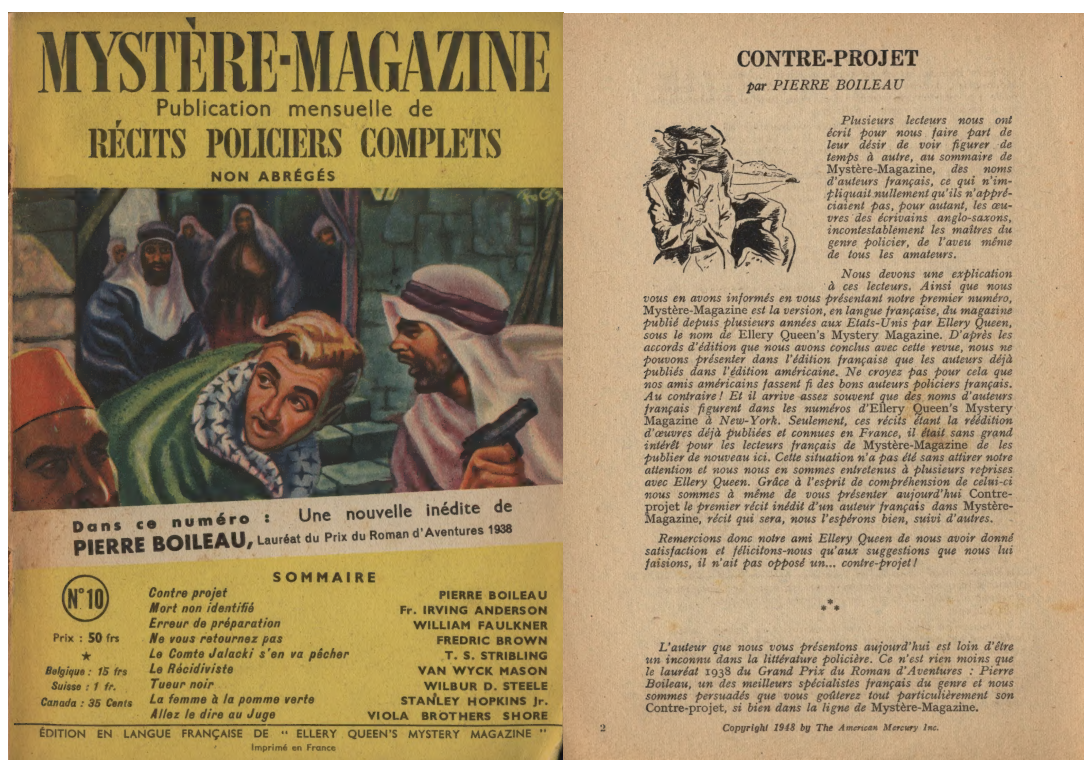 MYSTÈRE-MAGAZINE
Publication mensuelle de
RÉCITS POLICIERS COMPLETS
NON ABRÉGÉS
Dans ce numéro : Une nouvelle inédite de
PIERRE BOILEAU, Lauréat du Prix du Roman d'Aventures 1938
SOMMAIRE
N° 10
Prix : 50 frs
★
Belgique : 15 frs
Suisse : 1 fr.
Canada : 35 Cents
Contre projet PIERRE BOILEAU
Mort non identifié Fr. IRVING ANDERSON
Erreur de préparation WILLIAM FAULKNER
Ne vous retournez pas FREDRIC BROWN
Le Comte Jalacki s'en va pêcher T. S. STRIBLING
Le Récidiviste VAN WYCK MASON
Tueur noir WILBUR D. STEELE
La femme à la pomme verte STANLEY HOPKINS Jr.
Allez le dire au Juge VIOLA BROTHERS SHORE
ÉDITION EN LANGUE FRANÇAISE DE " ELLERY QUEEN'S MYSTERY MAGAZINE "
Imprimé en France
CONTRE-PROJET
par PIERRE BOILEAU
Plusieurs lecteurs nous ont
écrit pour nous faire part de
leur désir de voir figurer de
temps à autre, au sommaire de
Mystère-Magazine, des noms
d'auteurs français, ce qui n'im-
pliquait nullement qu'ils n'appré-
ciaient pas, pour autant, les œu-
vres des écrivains anglo-saxons,
incontestablement les maîtres du
genre policier, de l'aveu même
de tous les amateurs.
Nous devons une explication
à ces lecteurs. Ainsi que nous
vous en avons informés en vous présentant notre premier numéro,
Mystère-Magazine est la version, en langue française, du magazine
publié depuis plusieurs années aux Etats-Unis par Ellery Queen,
sous le nom de Ellery Queen's Mystery Magazine. D'après les
accords d'édition que nous avons conclus avec cette revue, nous ne
pouvons présenter dans l'édition française que les auteurs déjà
publiés dans l'édition américaine. Ne croyez pas pour cela que
nos amis américains fassent fi des bons auteurs policiers français.
Au contraire ! Et il arrive assez souvent que des noms d'auteurs
français figurent dans les numéros d'Ellery Queen's Mystery
Magazine à New-York. Seulement, ces récits étant la réédition
d'œuvres déjà publiées et connues en France, il était sans grand
intérêt pour les lecteurs français de Mystère-Magazine de les
publier de nouveau ici. Cette situation n'a pas été sans attirer notre
attention et nous nous en sommes entretenus à plusieurs reprises
avec Ellery Queen. Grâce à l'esprit de compréhension de celui-ci
nous sommes à même de vous présenter aujourd'hui Contre-
projet le premier récit inédit d'un auteur français dans Mystère-
Magazine, récit qui sera, nous l'espérons bien, suivi d'autres.
Remercions donc notre ami Ellery Queen de nous avoir donné
satisfaction et félicitons-nous qu'aux suggestions que nous lui
faisions, il n'ait pas opposé un... contre-projet !
***
L'auteur que nous vous présentons aujourd'hui est loin d'être
un inconnu dans la littérature policière. Ce n'est rien moins que
le lauréat 1938 du Grand Prix du Roman d'Aventures : Pierre
Boileau, un des meilleurs spécialistes français du genre et nous
sommes persuadés que vous goûterez tout particulièrement son
Contre-projet, si bien dans la ligne de Mystère-Magazine.
2 Copyright 1948 by The American Mercury Inc.